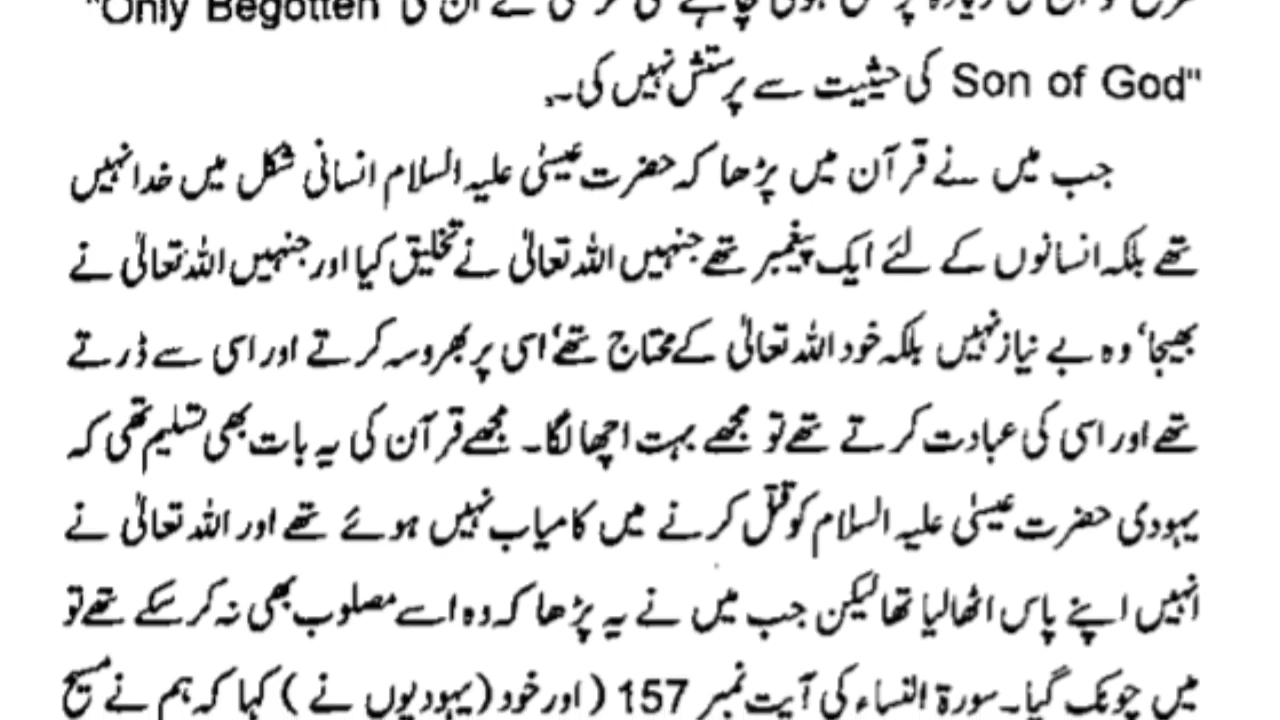 "Only Begotten
Son of God" کی حیثیت سے پرستش نہیں کی۔
جب میں نے قرآن میں پڑھا کہ حضرت عیسیٰ علیہ السلام انسانی شکل میں خدا نہیں
تھے بلکہ انسانوں کے لئے ایک پیغمبر تھے جنہیں اللہ تعالیٰ نے تخلیق کیا اور جنہیں اللہ تعالیٰ نے
بھیجا، وہ بے نیاز نہیں بلکہ خود اللہ تعالیٰ کے محتاج تھے، اسی پر بھروسہ کرتے اور اسی سے ڈرتے
تھے اور اسی کی عبادت کرتے تھے تو مجھے بہت اچھا لگا۔ مجھے قرآن کی یہ بات بھی تسلیم تھی کہ
یہودی حضرت عیسیٰ علیہ السلام کو قتل کرنے میں کامیاب نہیں ہوئے تھے اور اللہ تعالیٰ نے
انہیں اپنے پاس اٹھا لیا تھا لیکن جب میں نے یہ پڑھا کہ وہ اسے مصلوب بھی نہ کر سکے تھے تو
میں چونک گیا۔ سورۃ النساء کی آیت نمبر 157 (اور خود (یہودیوں نے) کہا کہ ہم نے مسیح